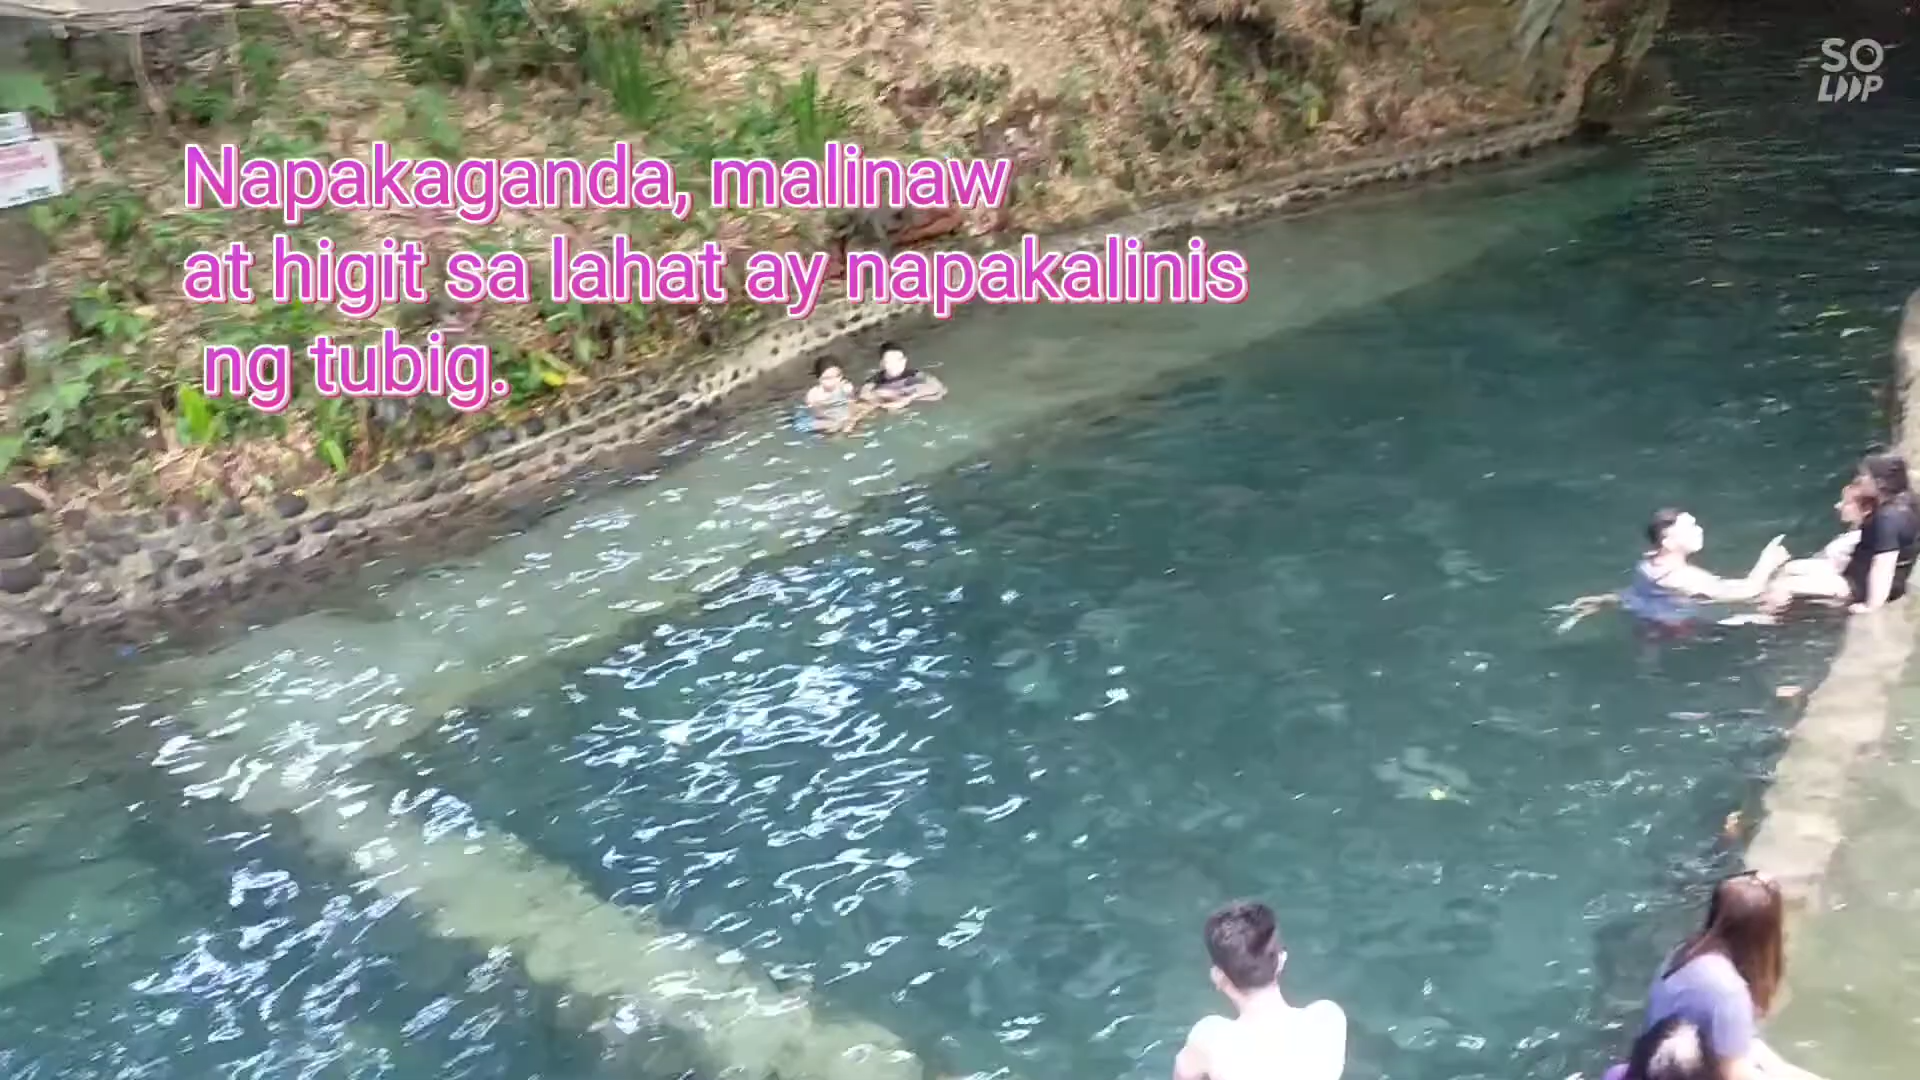 SO
LOOP
Napakaganda, malinaw
at higit sa lahat ay napakalinis
ng tubig.